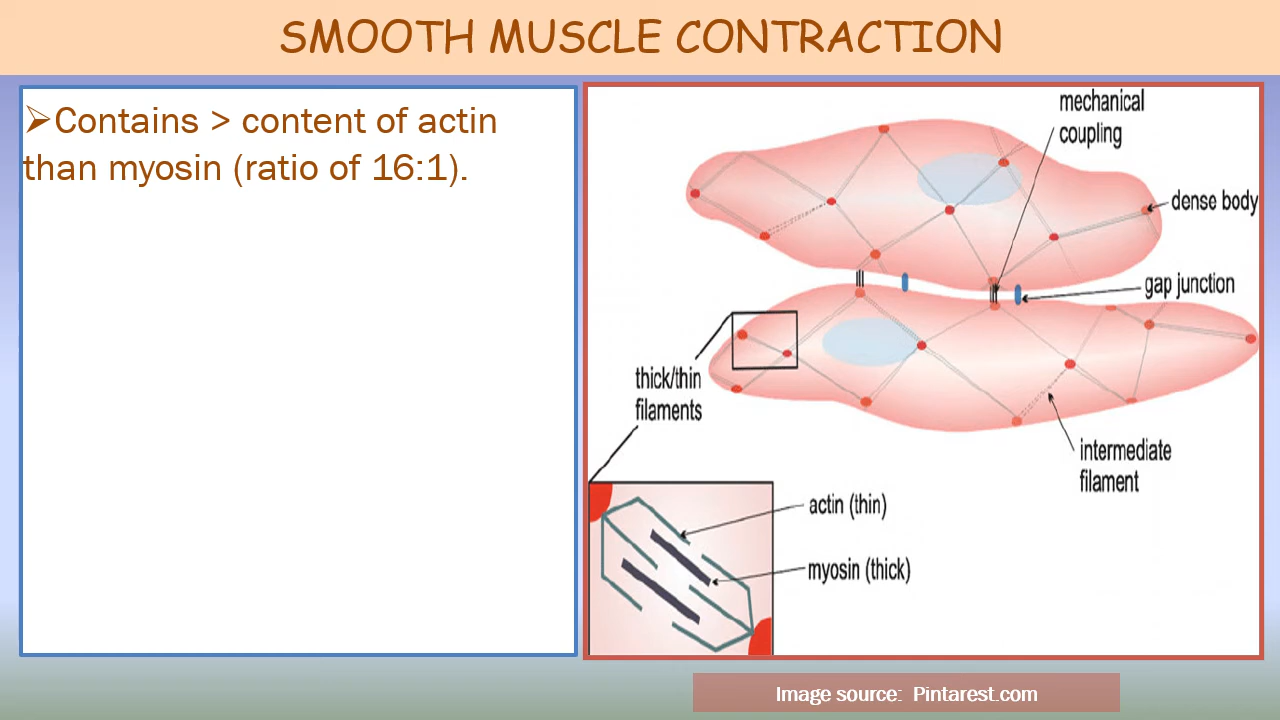 SMOOTH MUSCLE CONTRACTION
➢Contains > content of actin
than myosin (ratio of 16:1).
mechanical
coupling
dense body
gap junction
thick/thin
filaments
intermediate
filament
actin (thin)
myosin (thick)
Image source: Pintarest.com